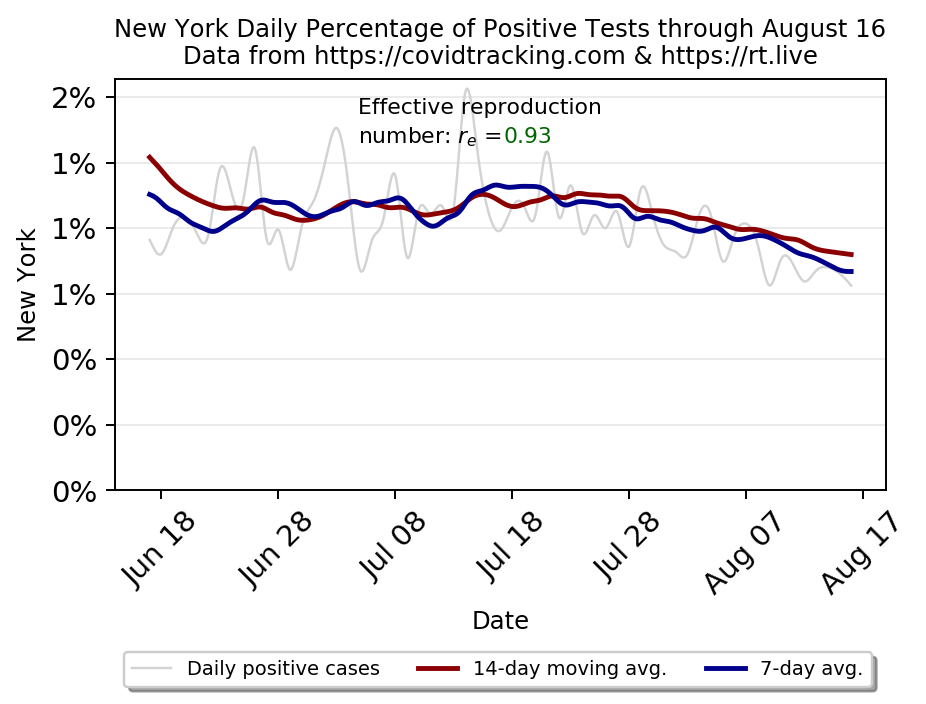 New York Daily Percentage of Positive Tests through August 16
Data from https://covidtracking.com & https://rt.live
2%
1%
1%
1%
0%
0%
0%
New York
Effective reproduction
number: rₑ =0.93
Jun 18
Jun 28
Jul 08
Jul 18
Jul 28
Aug 07
Aug 17
Date
Daily positive cases
14-day moving avg.
7-day avg.